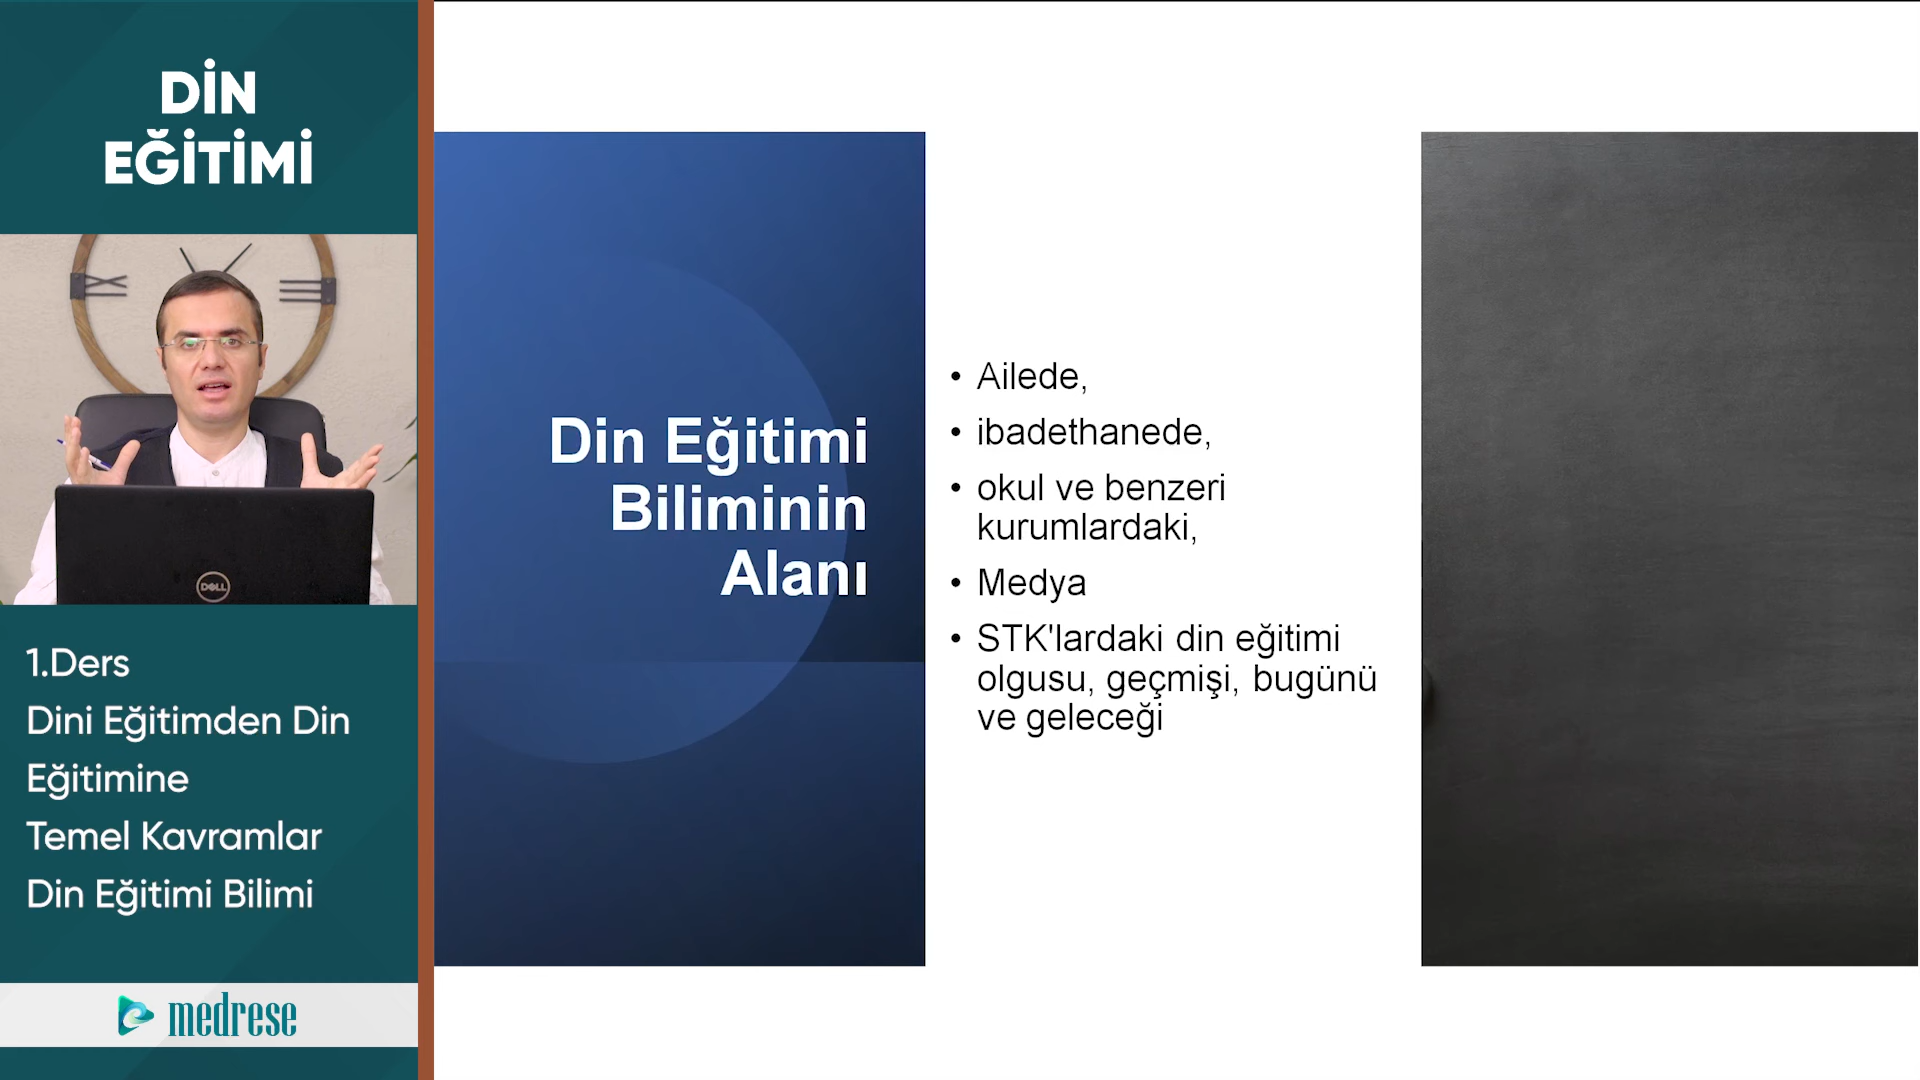 DİN
EĞİTİMİ
DELL
1.Ders
Dini Eğitimden Din
Eğitimine
Temel Kavramlar
Din Eğitimi Bilimi
medrese
Din Eğitimi
Biliminin
Alanı
• Ailede,
• ibadethanede,
• okul ve benzeri
kurumlardaki,
• Medya
• STK'lardaki din eğitimi
olgusu, geçmişi, bugünü
ve geleceği